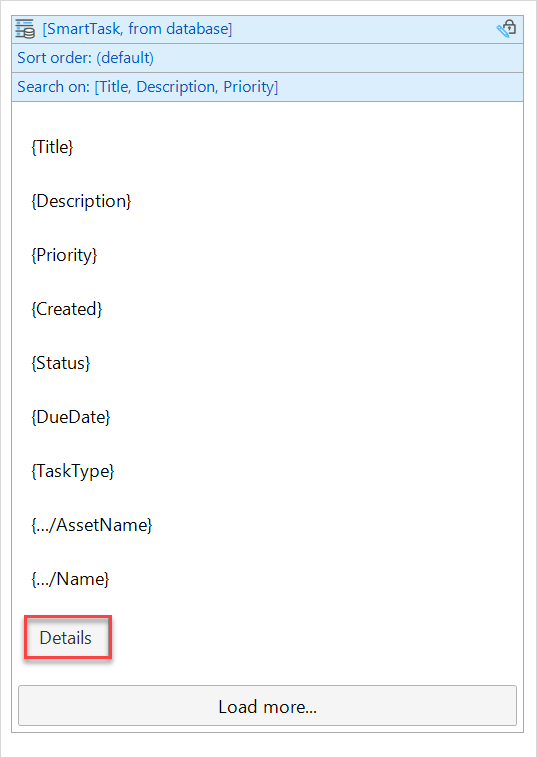 [SmartTask, from database]
Sort order: (default)
Search on: [Title, Description, Priority]
{Title}
{Description}
{Priority}
{Created}
{Status}
{DueDate}
{TaskType}
{.../AssetName}
{.../Name}
Details
Load more...